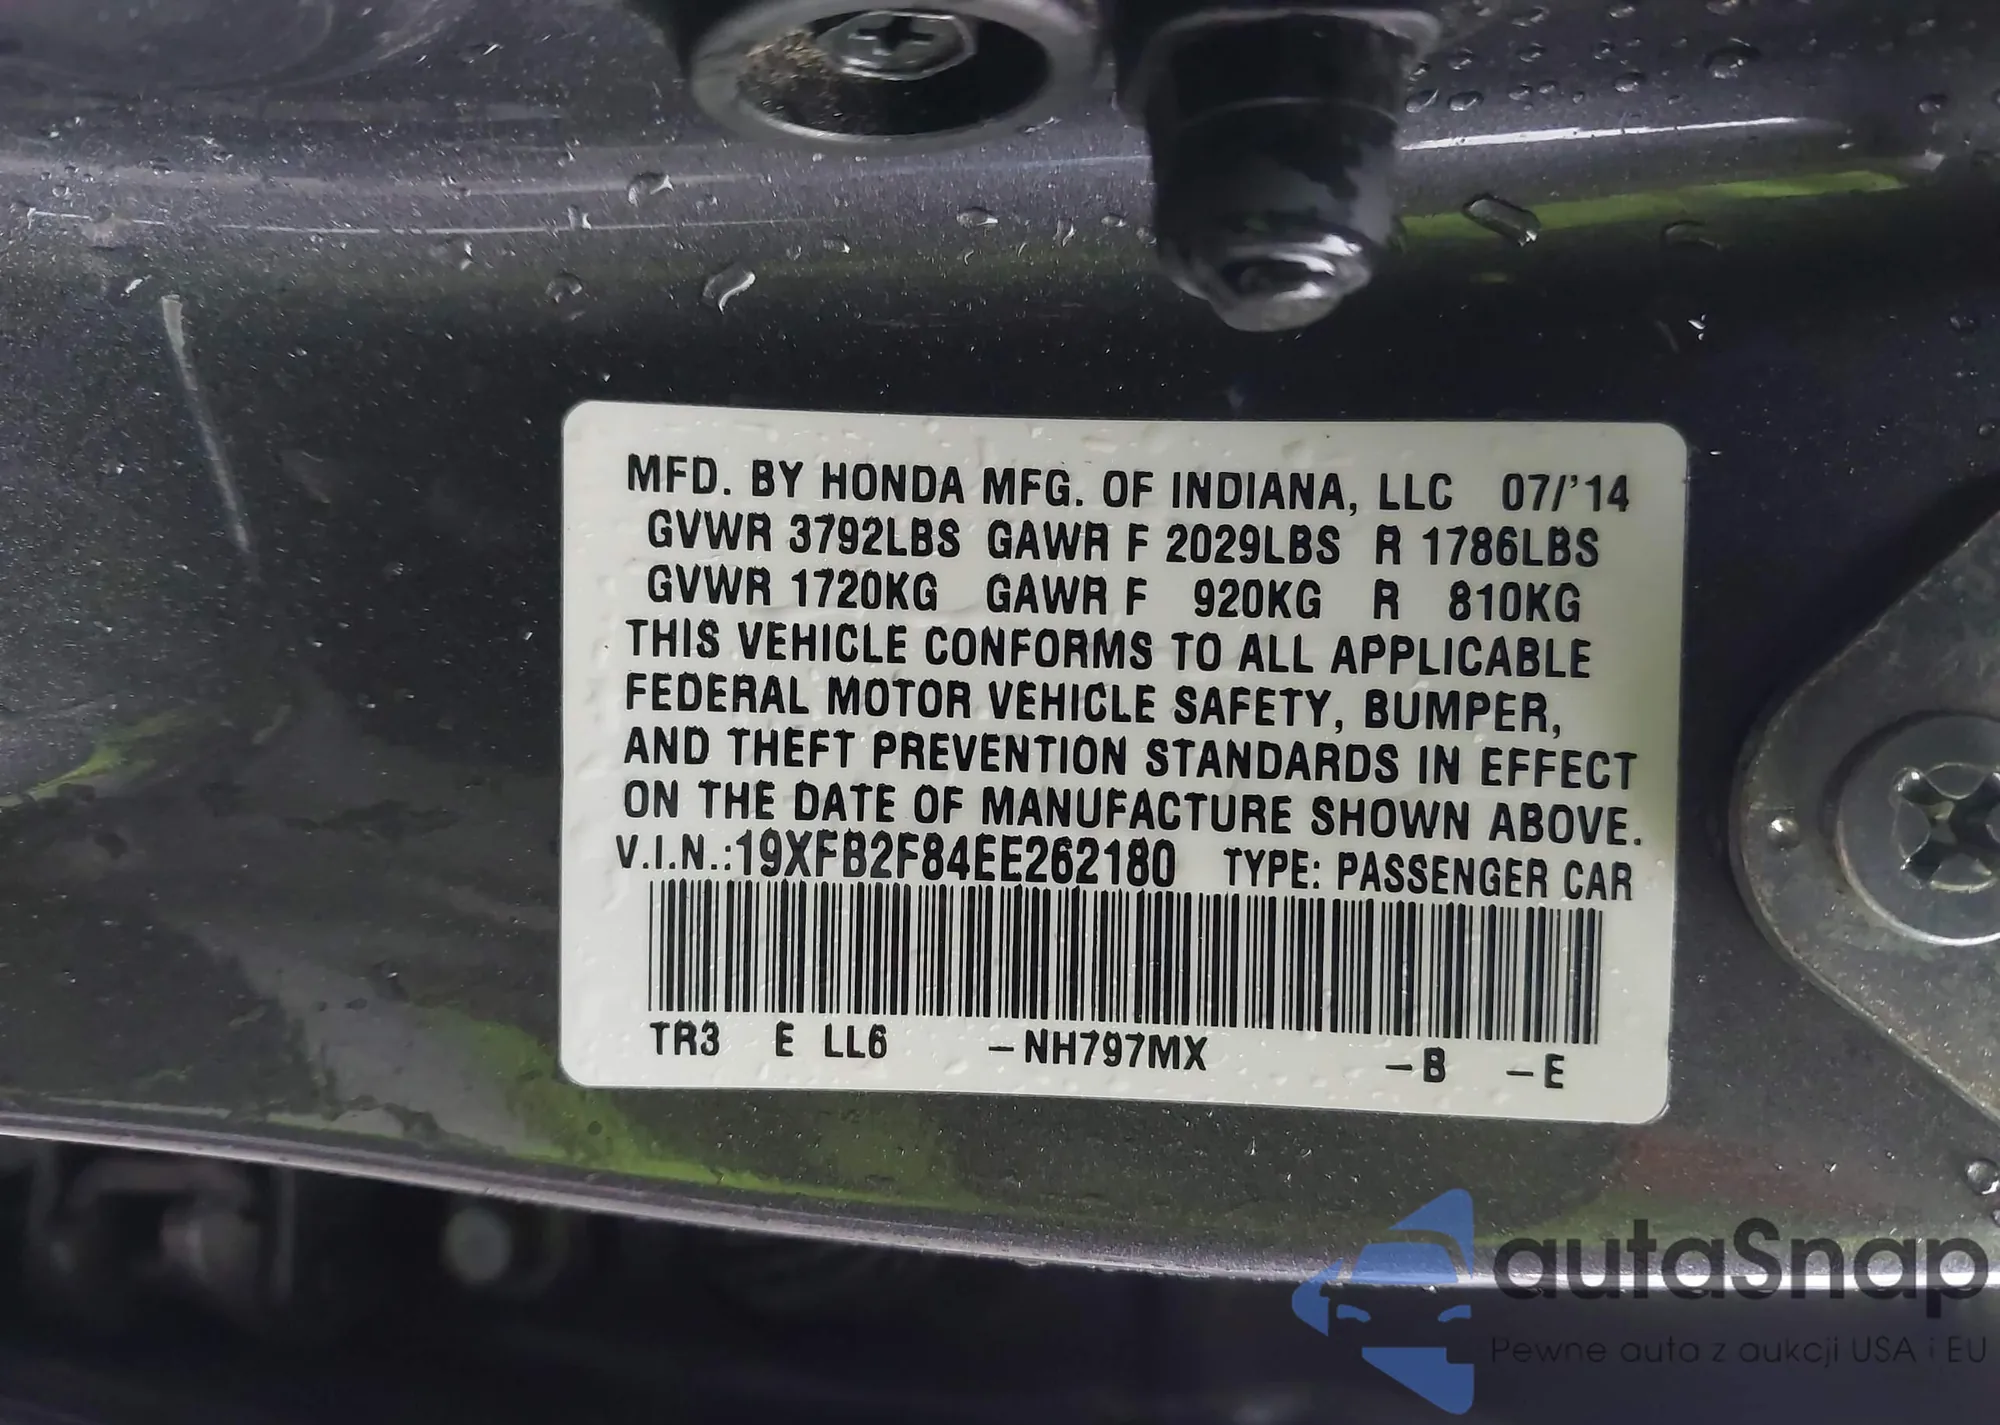 MFD. BY HONDA MFG. OF INDIANA, LLC 07/'14
GVWR 3792LBS GAWR F 2029LBS R 1786LBS
GVWR 1720KG GAWR F 920KG R 810KG
THIS VEHICLE CONFORMS TO ALL APPLICABLE
FEDERAL MOTOR VEHICLE SAFETY, BUMPER,
AND THEFT PREVENTION STANDARDS IN EFFECT
ON THE DATE OF MANUFACTURE SHOWN ABOVE.
V.I.N.:19XFB2F84EE262180 TYPE: PASSENGER CAR
TR3 E LL6 –NH797MX –B –E
autaSnap
Pewne auta z aukcji USA i EU